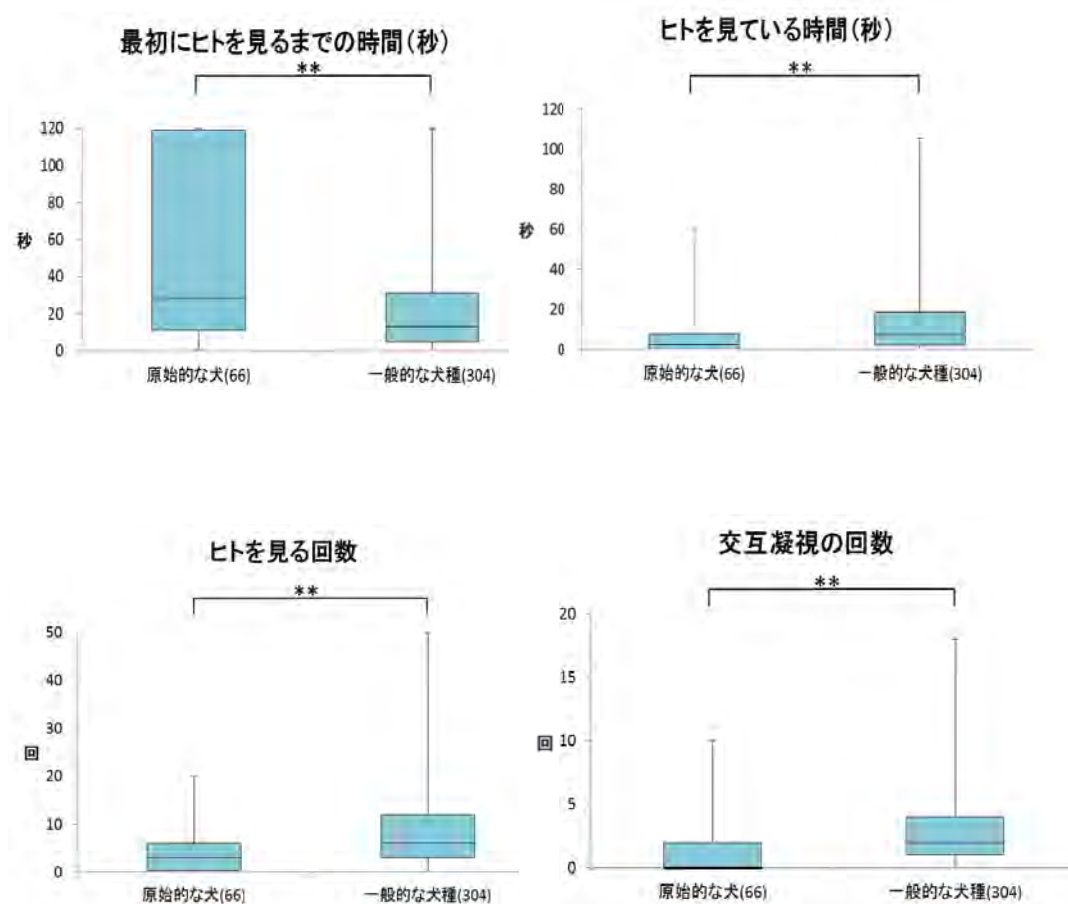 最初にヒトを見るまでの時間(秒)
**
120
100
80
60
40
20
0
秒
原始的な犬(66)
一般的な犬種(304)
ヒトを見ている時間(秒)
**
120
100
80
60
40
20
0
秒
原始的な犬(66)
一般的な犬種(304)
ヒトを見る回数
**
50
40
30
20
10
0
回
原始的な犬(66)
一般的な犬種(304)
交互凝視の回数
**
20
15
10
5
0
回
原始的な犬(66)
一般的な犬種(304)